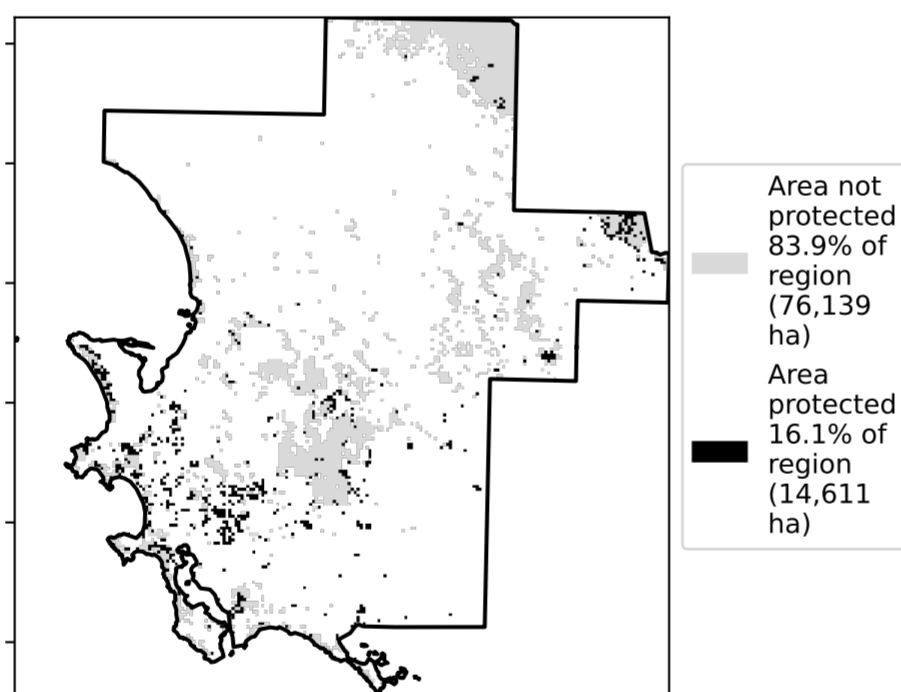 Area not
protected
83.9% of
region
(76,139
ha)
Area
protected
16.1% of
region
(14,611
ha)